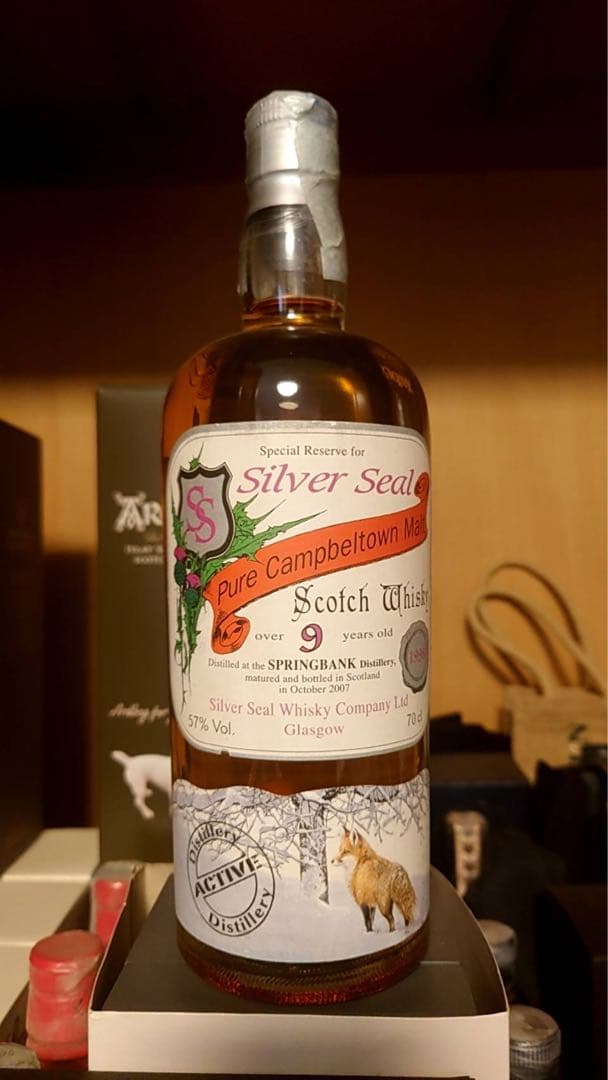 Special Reserve for
Silver Seal
SS
Pure Campbeltown Malt
Scotch Whisky
over 9 years old
Distilled at the SPRINGBANK Distillery,
matured and bottled in Scotland
in October 2007
Silver Seal Whisky Company Ltd
57% Vol.
Glasgow
70 cl
Distillery
ACTIVE
Distillery